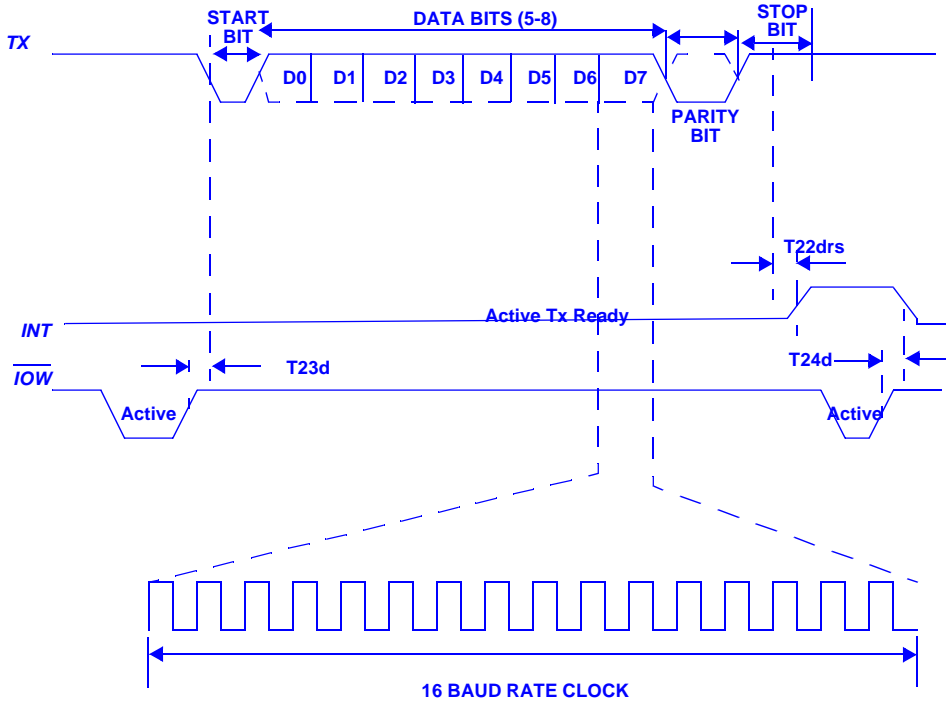 START
BIT
DATA BITS (5-8)
STOP
BIT
TX
D0 D1 D2 D3 D4 D5 D6 D7
PARITY
BIT
T22drs
Active Tx Ready
INT
T23d
T24d
IOW
Active
Active
16 BAUD RATE CLOCK